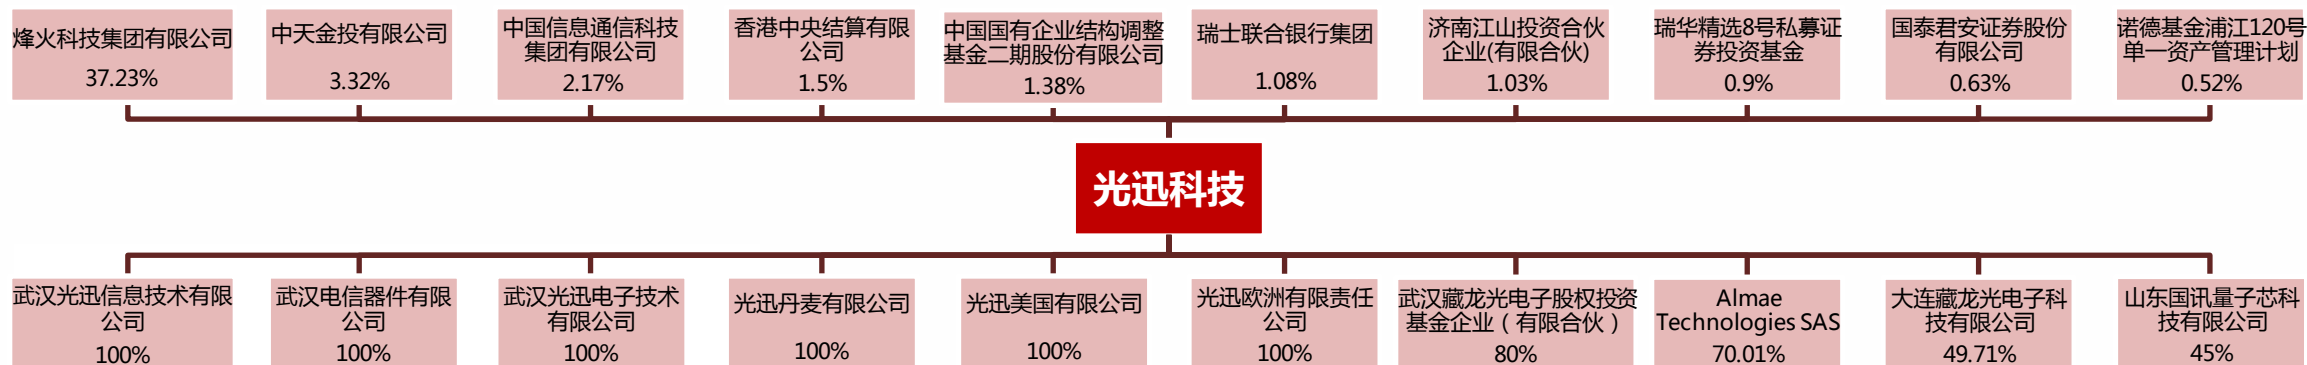 烽火科技集团有限公司
37.23%
中天金投有限公司
3.32%
中国信息通信科技
集团有限公司
2.17%
香港中央结算有限
公司
1.5%
中国国有企业结构调整
基金二期股份有限公司
1.38%
瑞士联合银行集团
1.08%
济南江山投资合伙
企业(有限合伙)
1.03%
瑞华精选8号私募证
券投资基金
0.9%
国泰君安证券股份
有限公司
0.63%
诺德基金浦江120号
单一资产管理计划
0.52%
光迅科技
武汉光迅信息技术有限
公司
100%
武汉电信器件有限
公司
100%
武汉光迅电子技术
有限公司
100%
光迅丹麦有限公司
100%
光迅美国有限公司
100%
光迅欧洲有限责任
公司
100%
武汉藏龙光电子股权投资
基金企业（有限合伙）
80%
Almae
Technologies SAS
70.01%
大连藏龙光电子科
技有限公司
49.71%
山东国讯量子芯科
技有限公司
45%